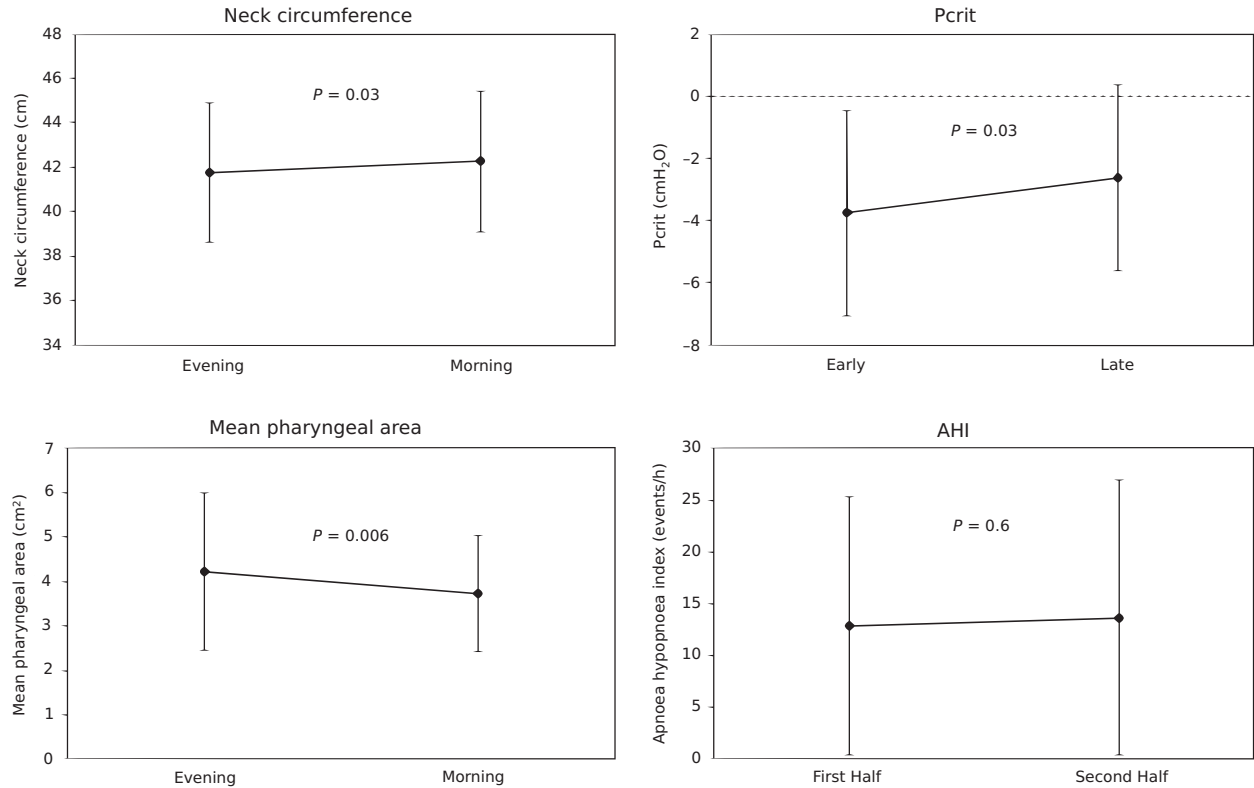 Neck circumference
Neck circumference (cm)
48
46
44
42
40
38
36
34
P = 0.03
Evening Morning
Pcrit
Pcrit (cmH₂O)
2
0
–2
–4
–6
–8
P = 0.03
Early Late
Mean pharyngeal area
Mean pharyngeal area (cm²)
7
6
5
4
3
2
1
0
P = 0.006
Evening Morning
AHI
Apnoea hypopnoea index (events/h)
30
25
20
15
10
5
0
P = 0.6
First Half Second Half